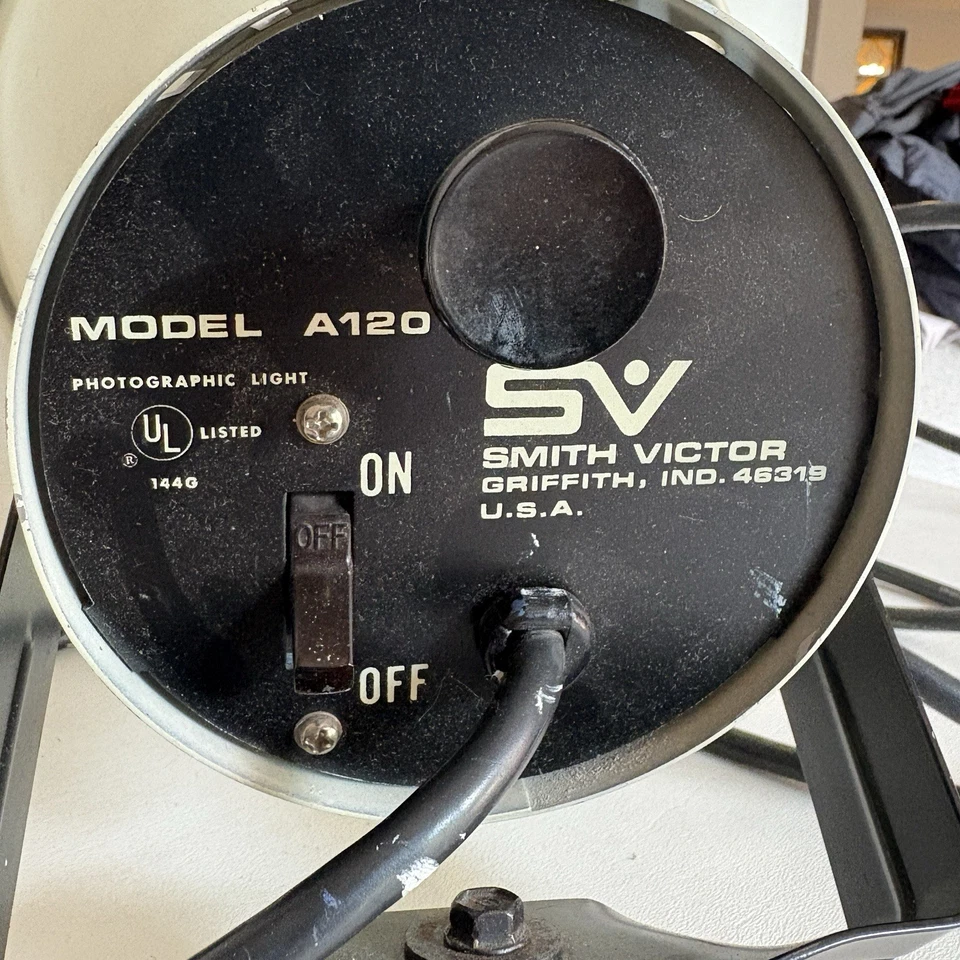 MODEL A120
PHOTOGRAPHIC LIGHT
UL LISTED
®
144G
ON
OFF
OFF
SV
SMITH VICTOR
GRIFFITH, IND. 46319
U.S.A.